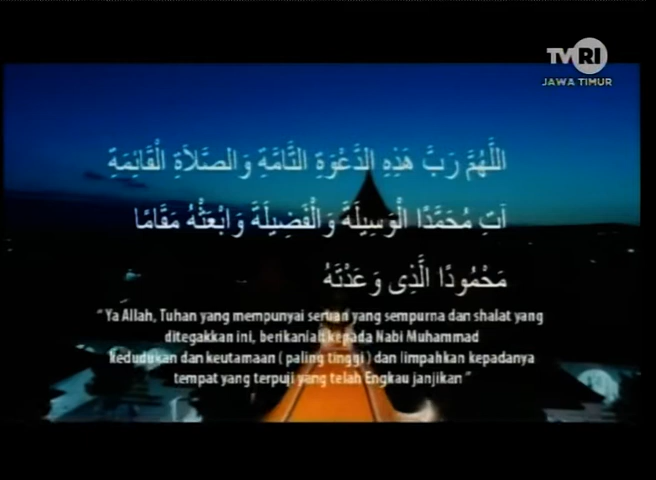 TVRI
JAWA TIMUR
اللَّهُمَّ رَبَّ هَذِهِ الدَّعْوَةِ التَّامَّةِ وَالصَّلاَةِ الْقَائِمَةِ
آتِ مُحَمَّدًا الْوَسِيلَةَ وَالْفَضِيلَةَ وَابْعَثْهُ مَقَامًا
مَحْمُودًا الَّذِى وَعَدْتَهُ
" Ya Allah, Tuhan yang mempunyai seruan yang sempurna dan shalat yang
ditegakkan ini, berikanlah kepada Nabi Muhammad
kedudukan dan keutamaan ( paling tinggi ) dan limpahkan kepadanya
tempat yang terpuji yang telah Engkau janjikan "